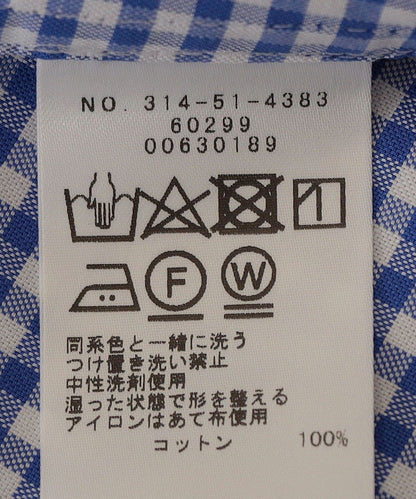 NO. 314-51-4383
60299
00630189
F W
同系色と一緒に洗う
つけ置き洗い禁止
中性洗剤使用
湿った状態で形を整える
アイロンはあて布使用
コットン 100%